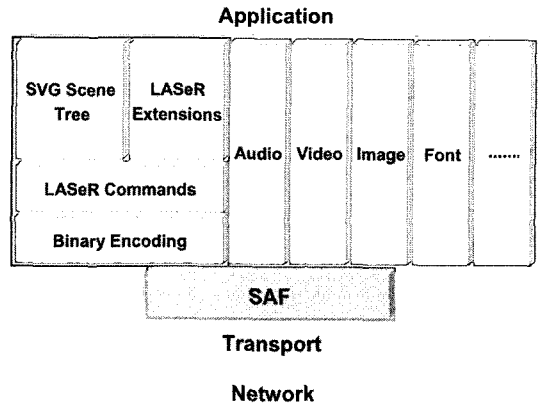 Application
SVG Scene
Tree
LASeR
Extensions
Audio
Video
Image
Font
.......
LASeR Commands
Binary Encoding
SAF
Transport
Network